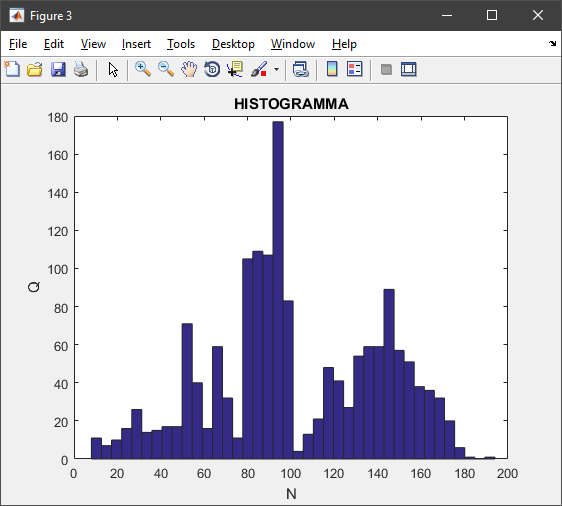 Figure 3
File Edit View Insert Tools Desktop Window Help
HISTOGRAMMA
180
160
140
120
100
80
60
40
20
0
Q
0 20 40 60 80 100 120 140 160 180 200
N